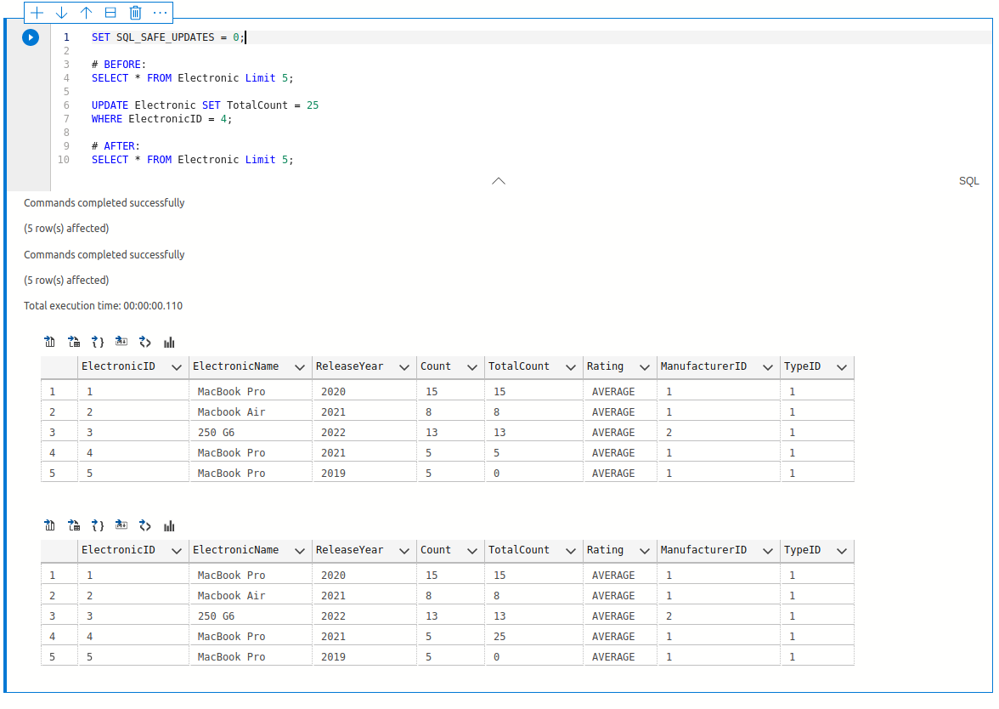 1 SET SQL_SAFE_UPDATES = 0;
2
3 # BEFORE:
4 SELECT * FROM Electronic Limit 5;
5
6 UPDATE Electronic SET TotalCount = 25
7 WHERE ElectronicID = 4;
8
9 # AFTER:
10 SELECT * FROM Electronic Limit 5;
SQL
Commands completed successfully
(5 row(s) affected)
Commands completed successfully
(5 row(s) affected)
Total execution time: 00:00:00.110
ElectronicID ElectronicName ReleaseYear Count TotalCount Rating ManufacturerID TypeID
1 1 MacBook Pro 2020 15 15 AVERAGE 1 1
2 2 Macbook Air 2021 8 8 AVERAGE 1 1
3 3 250 G6 2022 13 13 AVERAGE 2 1
4 4 MacBook Pro 2021 5 5 AVERAGE 1 1
5 5 MacBook Pro 2019 5 0 AVERAGE 1 1
ElectronicID ElectronicName ReleaseYear Count TotalCount Rating ManufacturerID TypeID
1 1 MacBook Pro 2020 15 15 AVERAGE 1 1
2 2 Macbook Air 2021 8 8 AVERAGE 1 1
3 3 250 G6 2022 13 13 AVERAGE 2 1
4 4 MacBook Pro 2021 5 25 AVERAGE 1 1
5 5 MacBook Pro 2019 5 0 AVERAGE 1 1